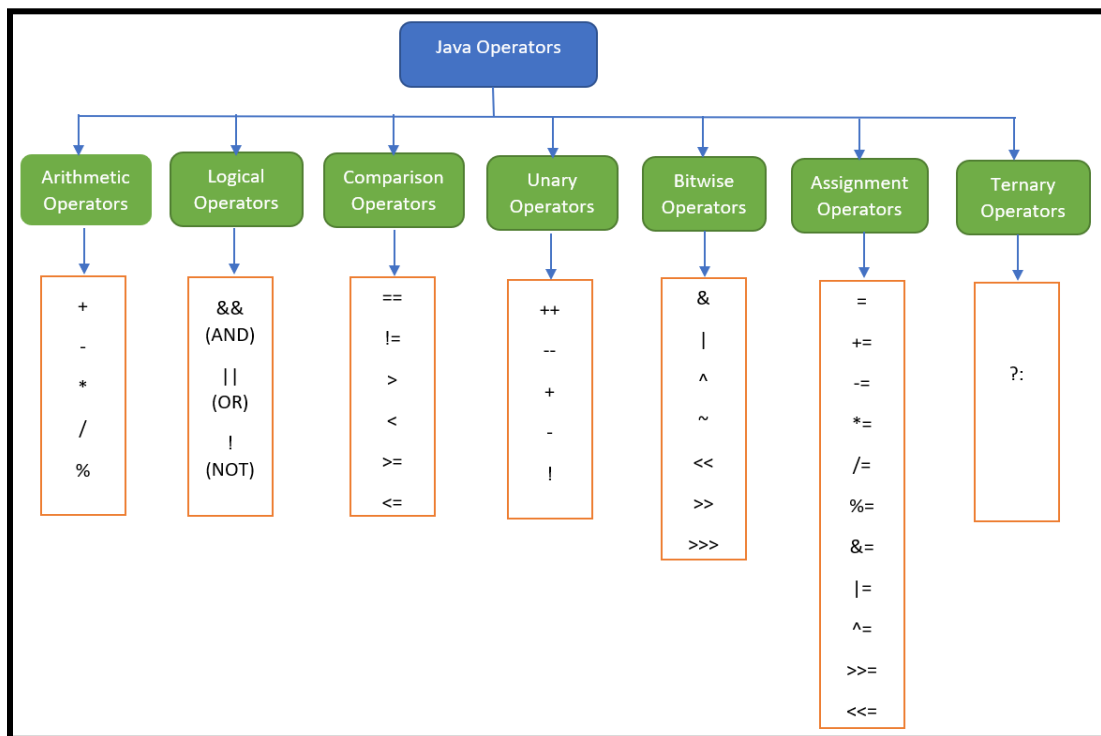 Java Operators
Arithmetic
Operators
Logical
Operators
Comparison
Operators
Unary
Operators
Bitwise
Operators
Assignment
Operators
Ternary
Operators
+
-
*
/
%
&&
(AND)
||
(OR)
!
(NOT)
==
!=
>
<
>=
<=
++
--
+
-
!
&
|
^
~
<<
>>
>>>
=
+=
-=
*=
/=
%=
&=
|=
^=
>>=
<<=
?: